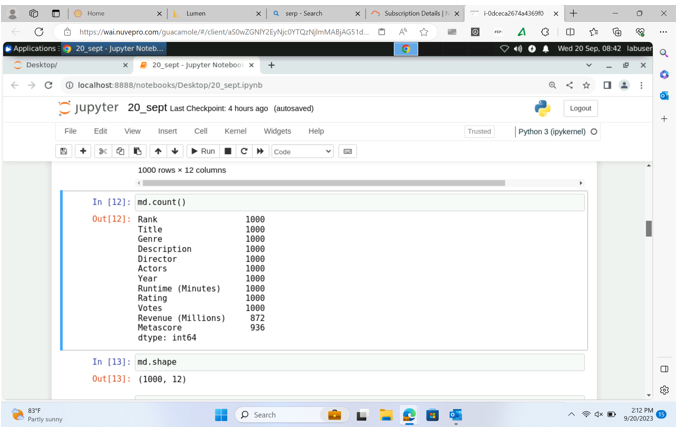 Home
Lumen
serp - Search
Subscription Details | N
i-0dceca2674a4369f0
https://wai.nuvepro.com/guacamole/#/client/aS0wZGNlY2EyNjc0YTQzNjlmMABjAG51d...
Applications
20_sept - Jupyter Noteb...
Wed 20 Sep, 08:42 labuser
Desktop/
20_sept - Jupyter Notebook
localhost:8888/notebooks/Desktop/20_sept.ipynb
jupyter 20_sept Last Checkpoint: 4 hours ago (autosaved)
Logout
File Edit View Insert Cell Kernel Widgets Help
Trusted
Python 3 (ipykernel)
Run
Code
1000 rows × 12 columns
In [12]: md.count()
Out[12]: Rank 1000
Title 1000
Genre 1000
Description 1000
Director 1000
Actors 1000
Year 1000
Runtime (Minutes) 1000
Rating 1000
Votes 1000
Revenue (Millions) 872
Metascore 936
dtype: int64
In [13]: md.shape
Out[13]: (1000, 12)
83°F
Partly sunny
Search
2:12 PM
9/20/2023
15